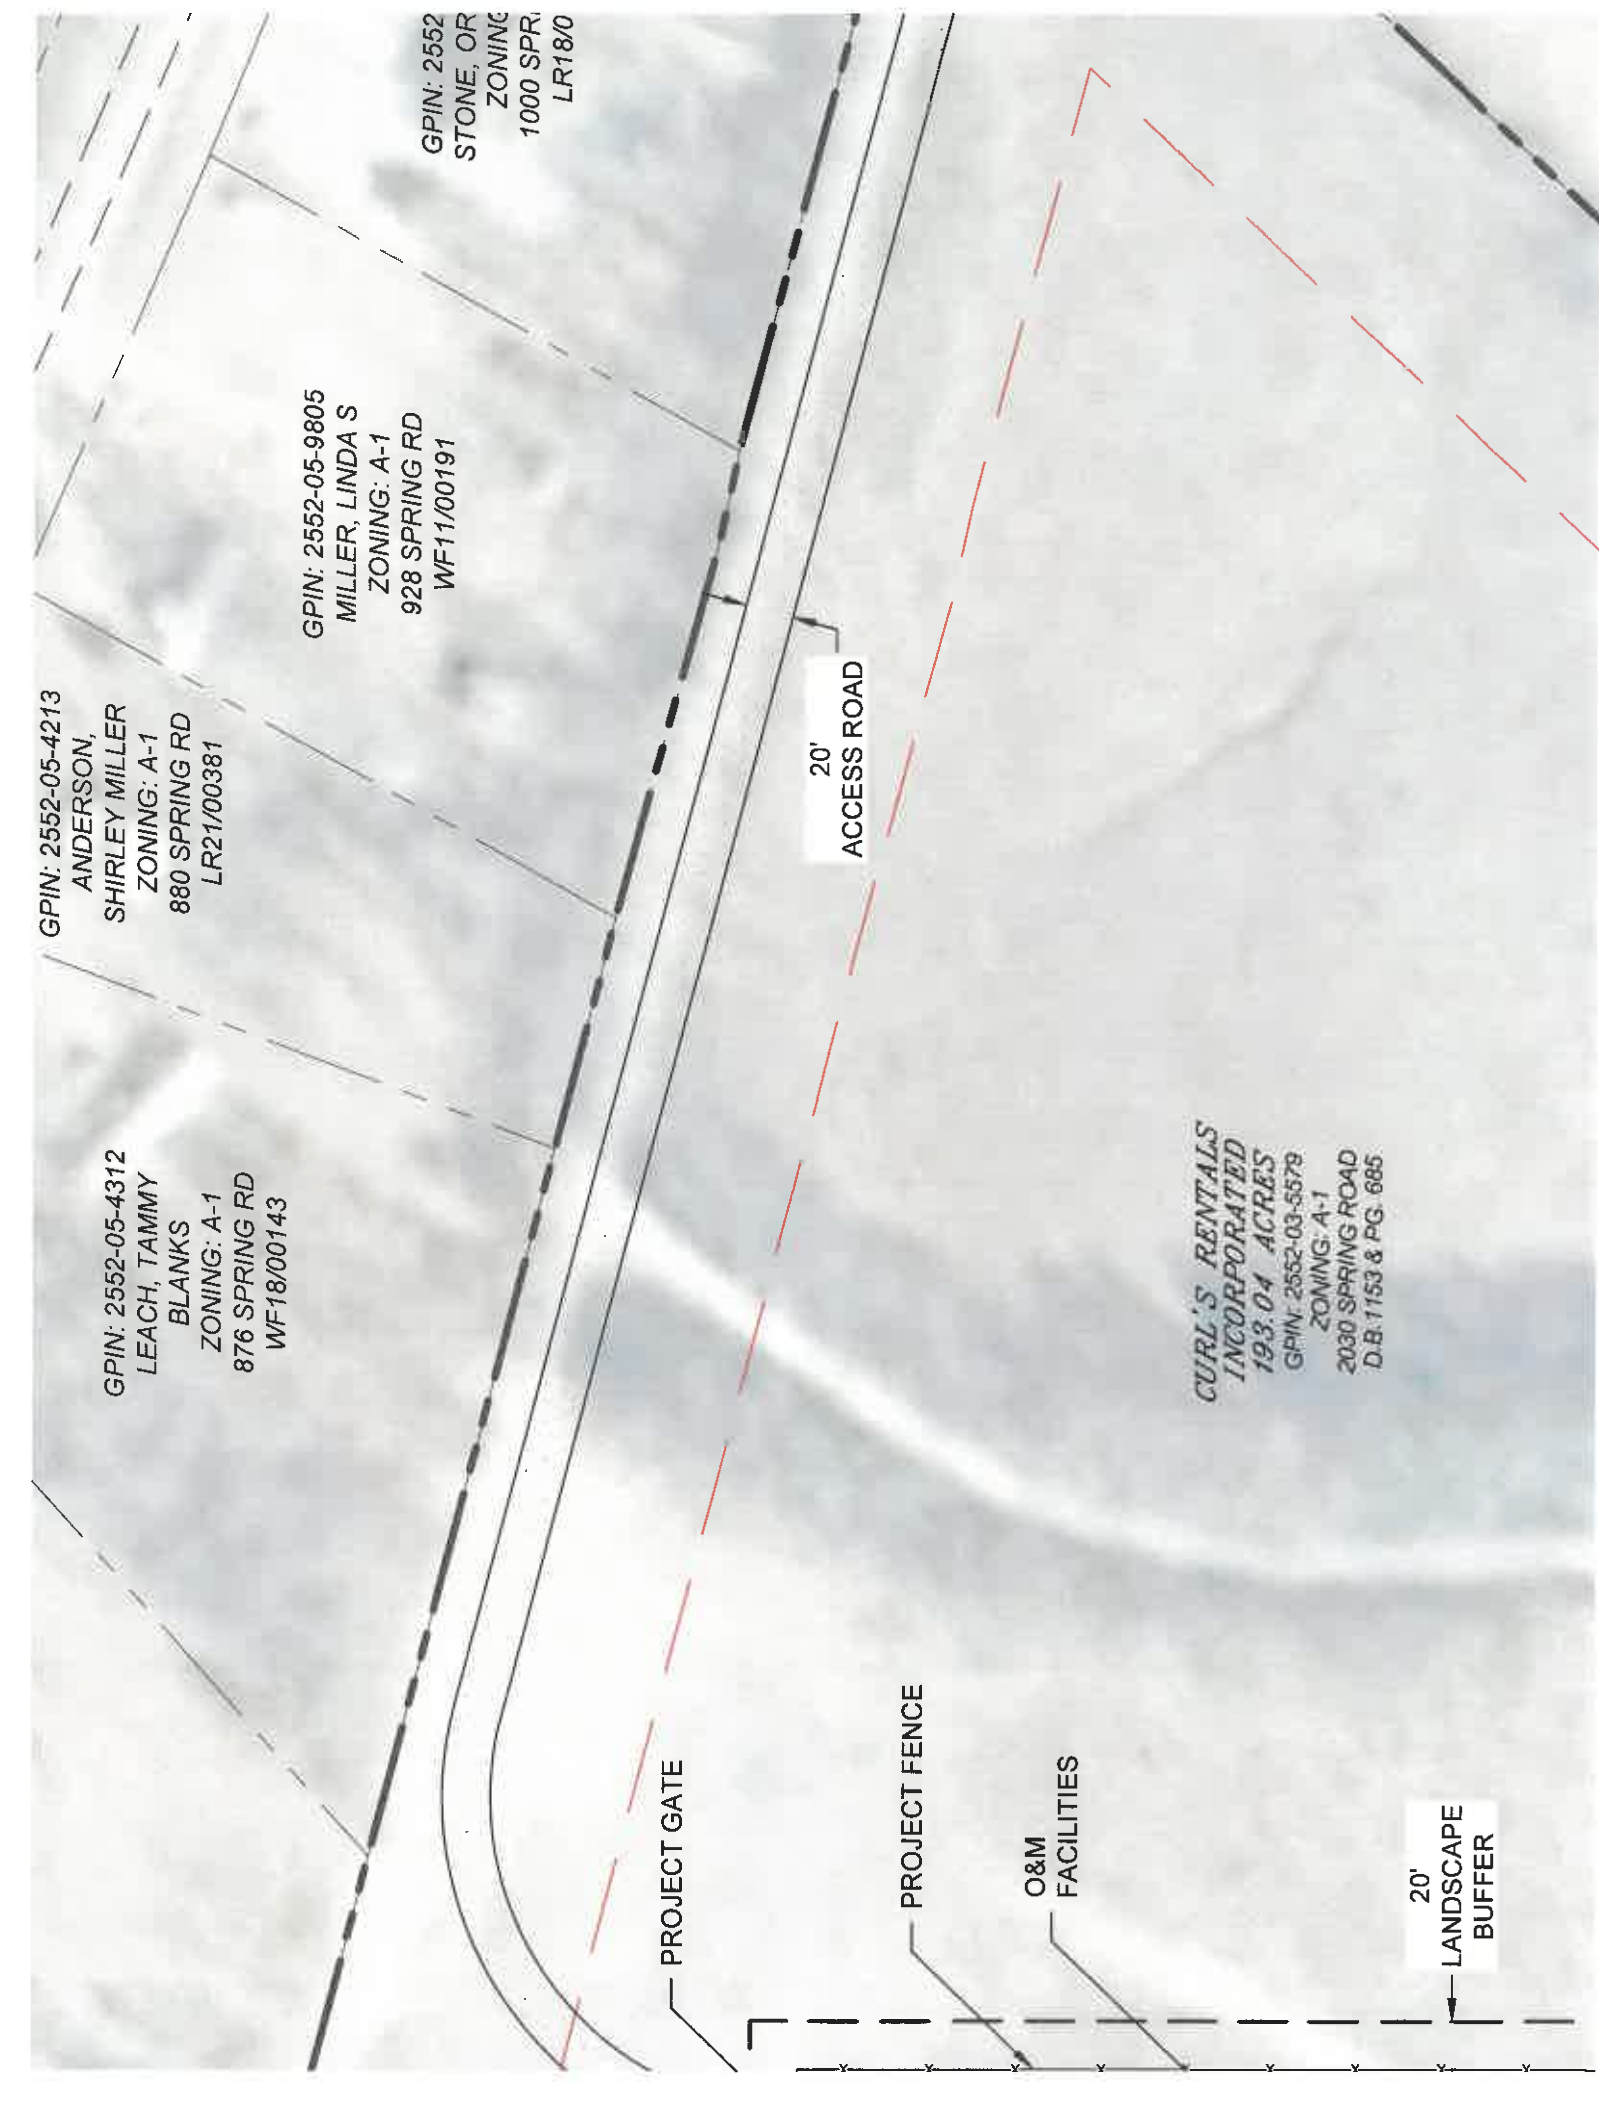 GPIN: 2552-05-4312
LEACH, TAMMY
BLANKS
ZONING: A-1
876 SPRING RD
WF18/00143
GPIN: 2552-05-4213
ANDERSON,
SHIRLEY MILLER
ZONING: A-1
880 SPRING RD
LR21/00381
GPIN: 2552-05-9805
MILLER, LINDA S
ZONING: A-1
928 SPRING RD
WF11/00191
GPIN: 2552
STONE, OR
ZONING
1000 SPRI
LR18/0
20'
ACCESS ROAD
PROJECT GATE
PROJECT FENCE
O&M
FACILITIES
20'
LANDSCAPE
BUFFER
CURL'S RENTALS
INCORPORATED
193.04 ACRES
GPIN: 2552-03-5579
ZONING: A-1
2030 SPRING ROAD
D.B. 1153 & PG. 685